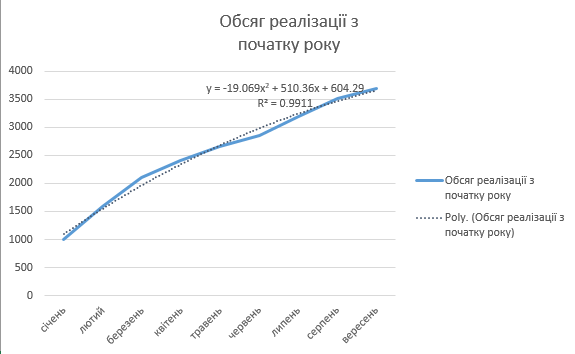 Обсяг реалізації з
початку року
y = -19.069x² + 510.36x + 604.29
R² = 0.9911
4000
3500
3000
2500
2000
1500
1000
500
0
січень
лютий
березень
квітень
травень
червень
липень
серпень
вересень
Обсяг реалізації з
початку року
Poly. (Обсяг реалізації з
початку року)